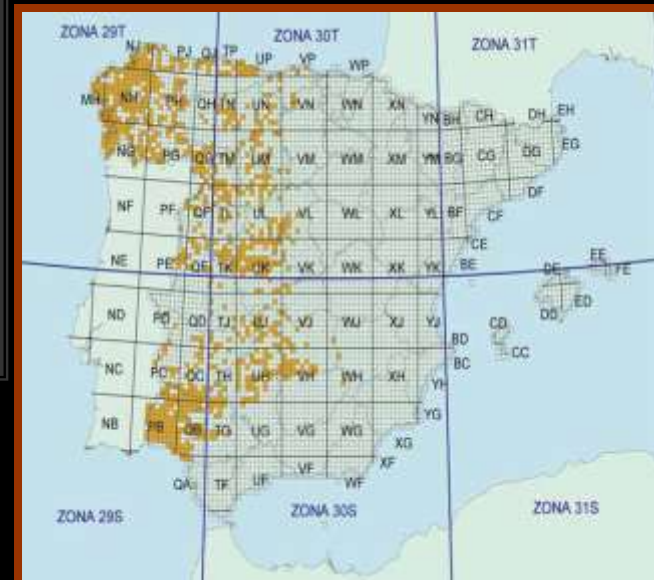 ZONA 29T
ZONA 30T
ZONA 31T
NJ PJ QJ TP UP VP WP
MH NH PH QH TN UN VN WN XN YN BH CH DH EH
NG PG QG TM UM VM WM XM YM BG CG DG EG
NF PF QF TL UL VL WL XL YL BF CF DF
NE PE QE TK UK VK WK XK YK BE CE DE EE FE
ND PD QD TJ UJ VJ WJ XJ YJ BD CD DD ED
NC PC QC TH UH VH WH XH YH BC CC
NB PB QB TG UG VG WG XG YG
QA TF UF VF WF XF
ZONA 29S
ZONA 30S
ZONA 31S